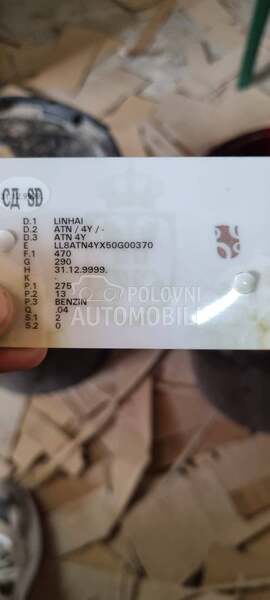 СД SD
D.1 LINHAI
D.2 ATN / 4Y / -
D.3 ATN 4Y
E LL8ATN4YX50G00370
F.1 470
G 290
H 31.12.9999.
K
P.1 275
P.2 13
P.3 BENZIN
Q .04
S.1 2
S.2 0
POLOVNI
AUTOMOBILI